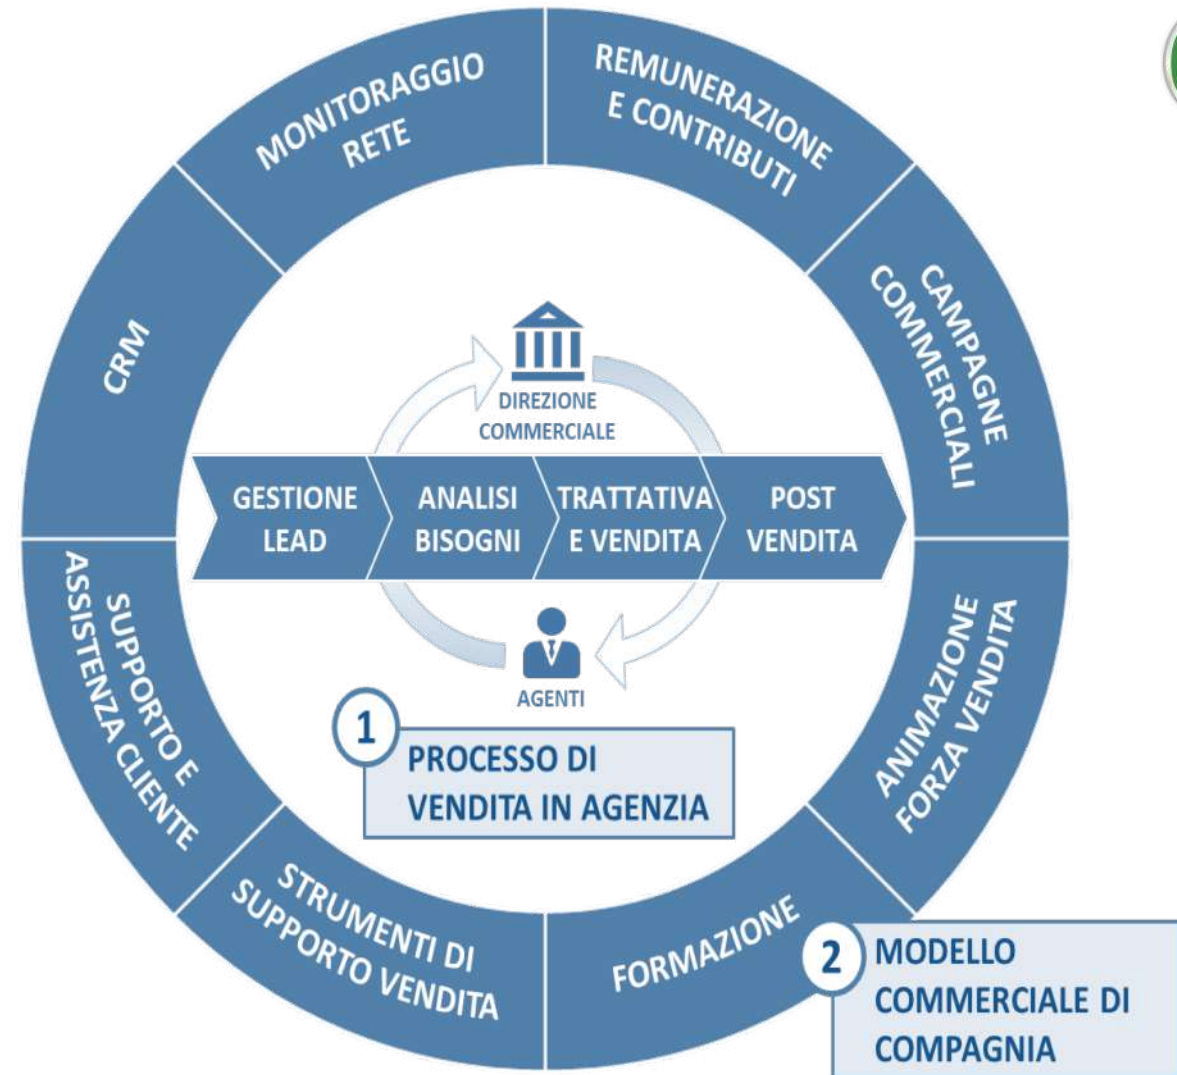 MONITORAGGIO
RETE
REMUNERAZIONE
E CONTRIBUTI
CAMPAGNE
COMMERCIALI
CRM
DIREZIONE
COMMERCIALE
GESTIONE
LEAD
ANALISI
BISOGNI
TRATTATIVA
E VENDITA
POST
VENDITA
AGENTI
SUPPORTO E
ASSISTENZA CLIENTE
ANIMAZIONE
FORZA VENDITA
1
PROCESSO DI
VENDITA IN AGENZIA
STRUMENTI DI
SUPPORTO VENDITA
FORMAZIONE
2
MODELLO
COMMERCIALE DI
COMPAGNIA